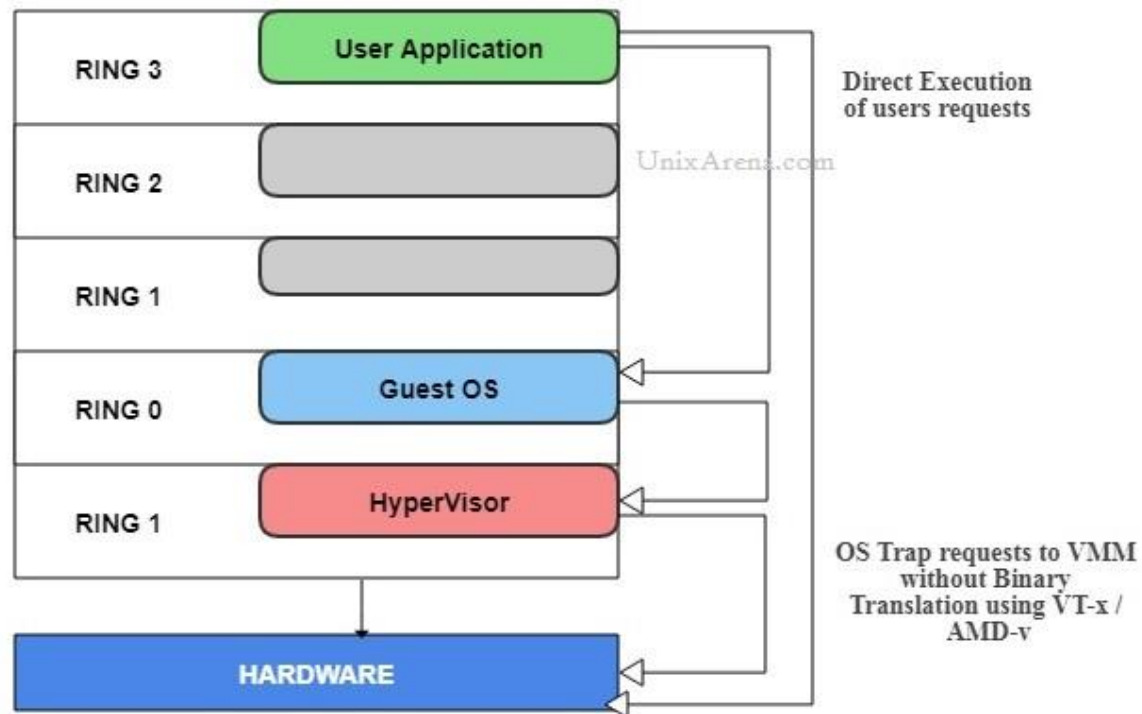 RING 3
User Application
Direct Execution
of users requests
UnixArena.com
RING 2
RING 1
Guest OS
RING 0
HyperVisor
RING 1
OS Trap requests to VMM
without Binary
Translation using VT-x /
AMD-v
HARDWARE